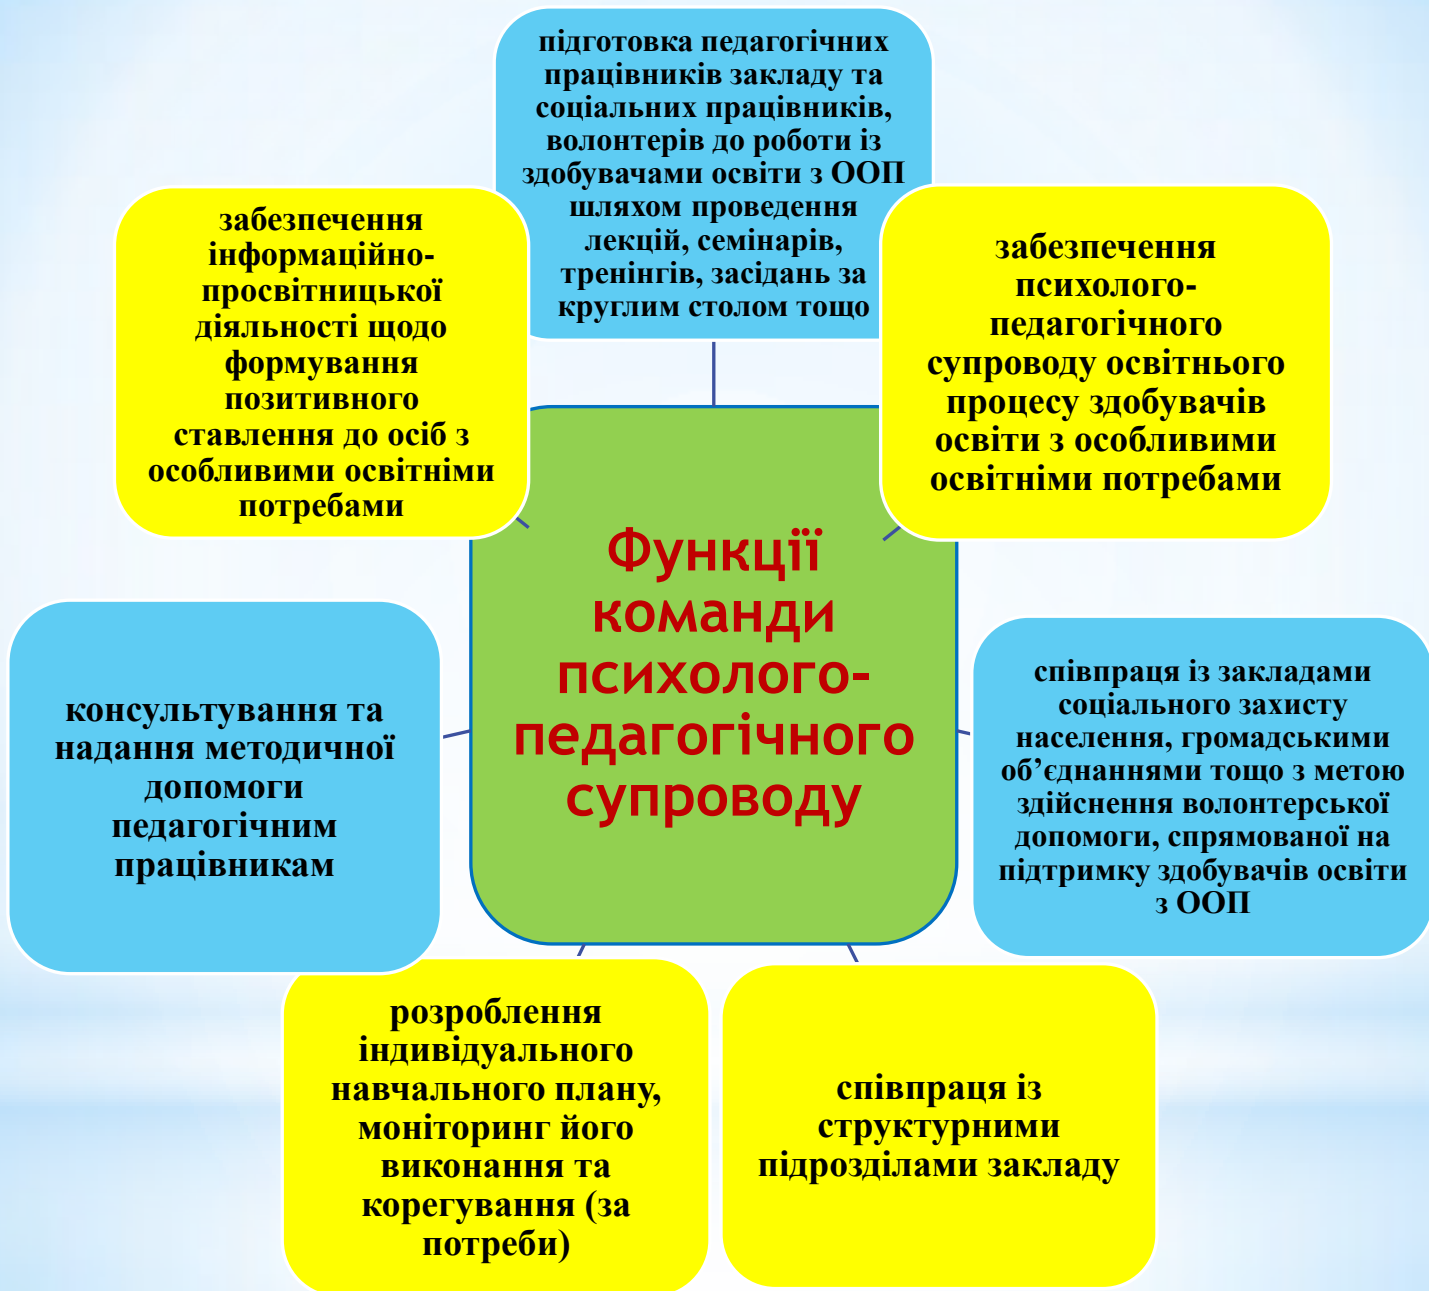 підготовка педагогічних
працівників закладу та
соціальних працівників,
волонтерів до роботи із
здобувачами освіти з ООП
шляхом проведення
лекцій, семінарів,
тренінгів, засідань за
круглим столом тощо
забезпечення
інформаційно-
просвітницької
діяльності щодо
формування
позитивного
ставлення до осіб з
особливими освітніми
потребами
забезпечення
психолого-
педагогічного
супроводу освітнього
процесу здобувачів
освіти з особливими
освітніми потребами
Функції
команди
психолого-
педагогічного
супроводу
консультування та
надання методичної
допомоги
педагогічним
працівникам
співпраця із закладами
соціального захисту
населення, громадськими
об’єднаннями тощо з метою
здійснення волонтерської
допомоги, спрямованої на
підтримку здобувачів освіти
з ООП
розроблення
індивідуального
навчального плану,
моніторинг його
виконання та
корегування (за
потреби)
співпраця із
структурними
підрозділами закладу